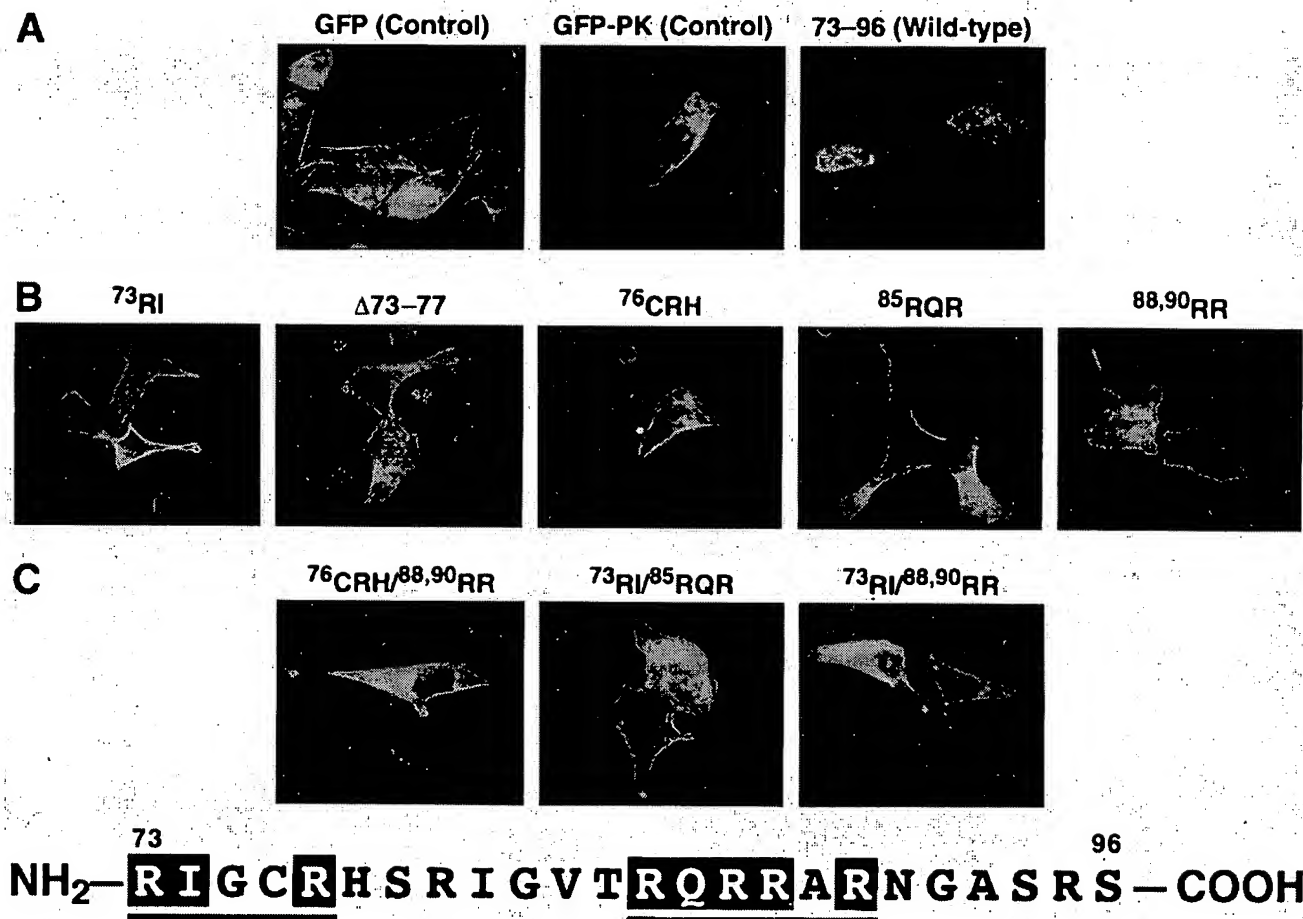 A
GFP (Control) GFP-PK (Control) 73–96 (Wild-type)
B
73RI Δ73–77 76CRH 85RQR 88,90RR
C
76CRH/88,90RR 73RI/85RQR 73RI/88,90RR
73 96
NH2–RIGCRHSRIGVTRQRRARNGASRS–COOH